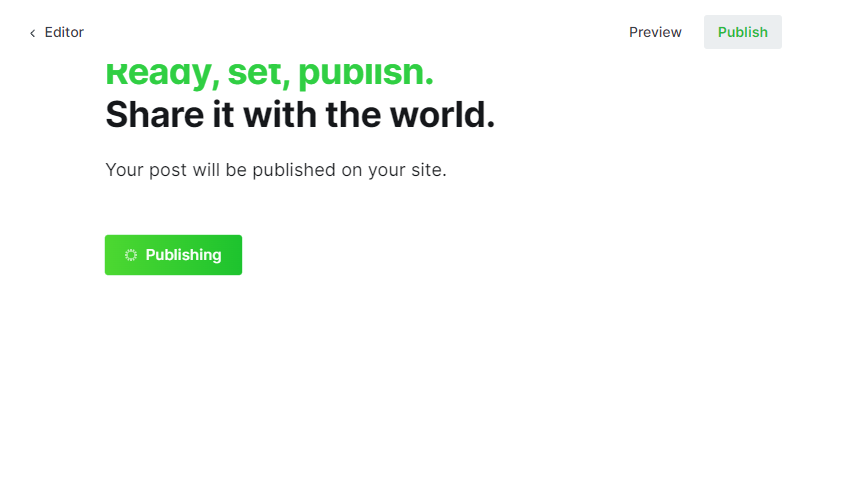 Editor
Preview
Publish
Ready, set, publish.
Share it with the world.
Your post will be published on your site.
Publishing